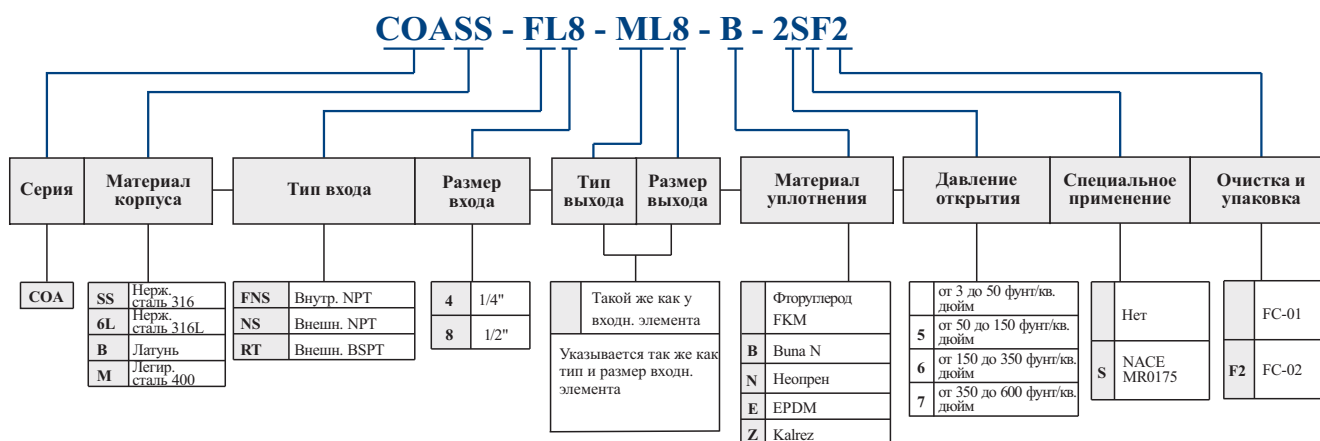 COASS - FL8 - ML8 - B - 2SF2
Серия
Материал
корпуса
Тип входа
Размер
входа
Тип
выхода
Размер
выхода
Материал
уплотнения
Давление
открытия
Специальное
применение
Очистка и
упаковка
COA
SS Нерж.
сталь 316
6L Нерж.
сталь 316L
B Латунь
M Легир.
сталь 400
FNS Внутр. NPT
NS Внешн. NPT
RT Внешн. BSPT
4 1/4"
8 1/2"
Такой же как у
входн. элемента
Указывается так же как
тип и размер входн.
элемента
Фторуглерод
FKM
B Buna N
N Неопрен
E EPDM
Z Kalrez
от 3 до 50 фунт/кв.
дюйм
5 от 50 до 150 фунт/кв.
дюйм
6 от 150 до 350 фунт/кв.
дюйм
7 от 350 до 600 фунт/кв.
дюйм
Нет
S NACE
MR0175
FC-01
F2 FC-02